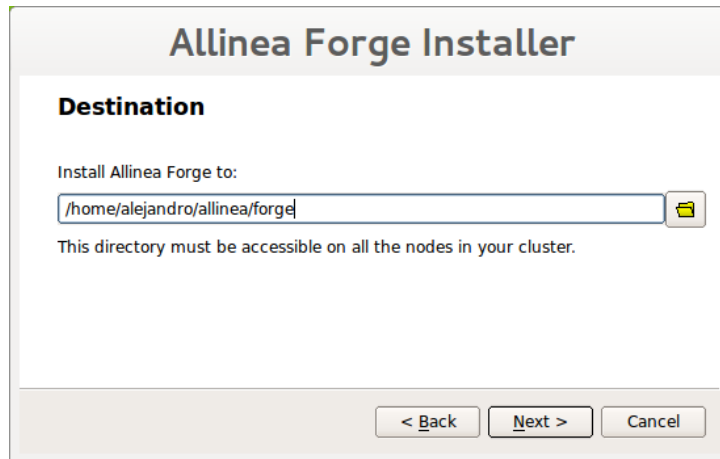 Allinea Forge Installer
Destination
Install Allinea Forge to:
/home/alejandro/allinea/forge
This directory must be accessible on all the nodes in your cluster.
< Back Next > Cancel